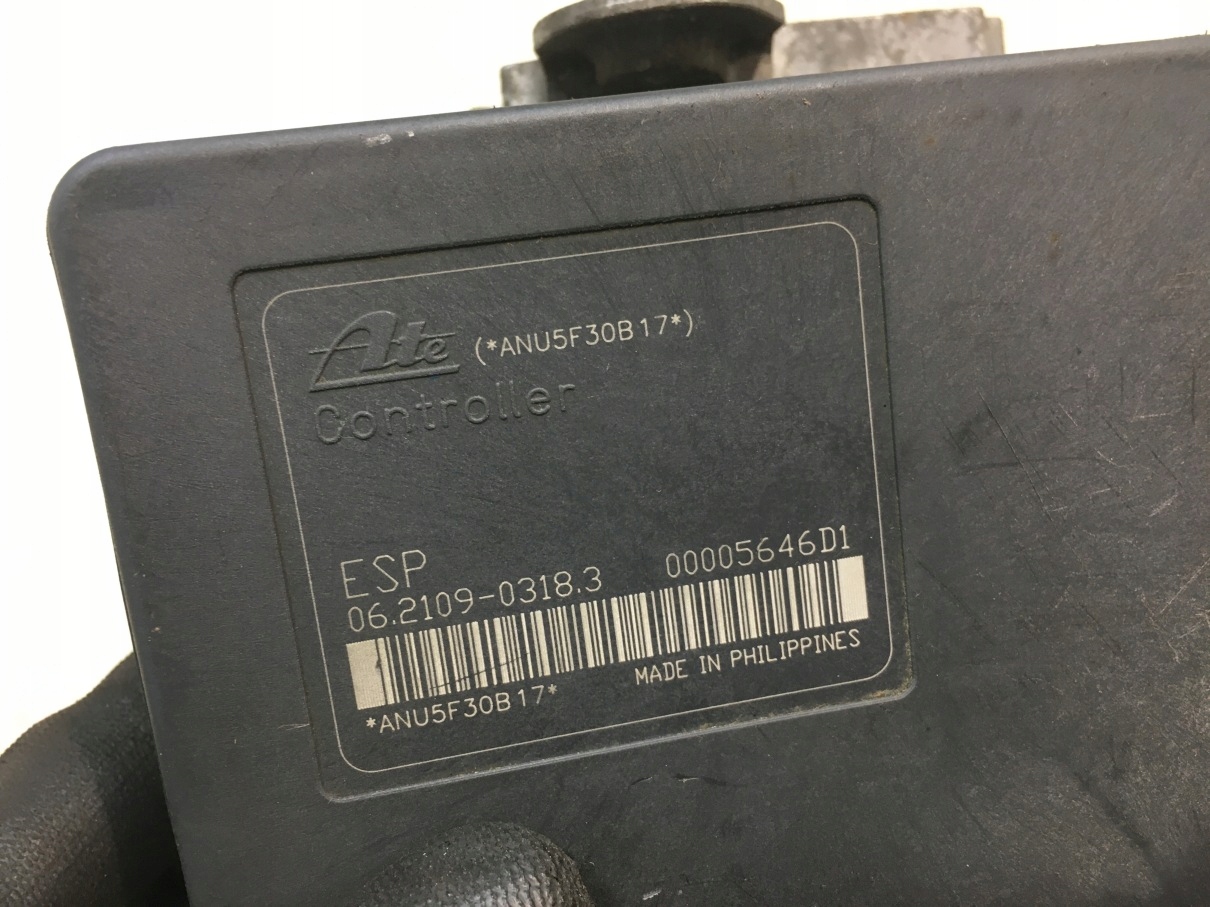 Ate (*ANU5F30B17*)
Controller
ESP
06.2109-0318.3 00005646D1
MADE IN PHILIPPINES
*ANU5F30B17*